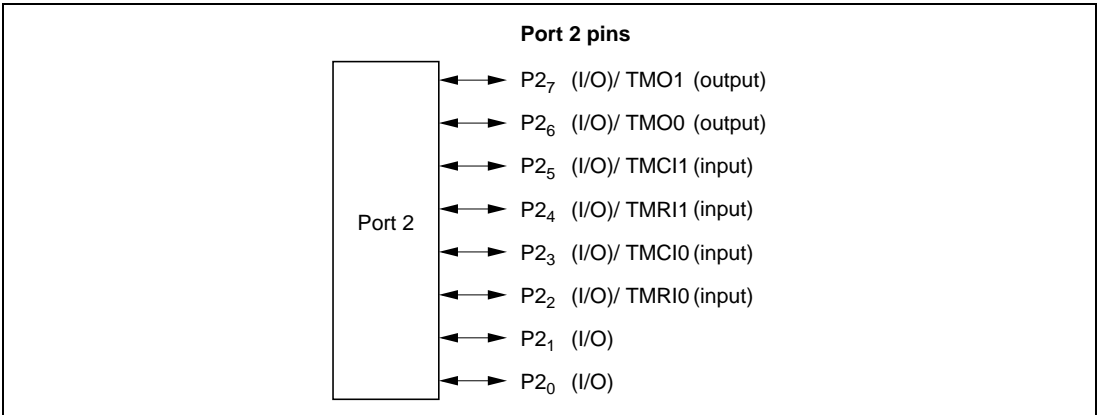 Port 2 pins
P2₇ (I/O)/ TMO1 (output)
P2₆ (I/O)/ TMO0 (output)
P2₅ (I/O)/ TMCI1 (input)
Port 2
P2₄ (I/O)/ TMRI1 (input)
P2₃ (I/O)/ TMCI0 (input)
P2₂ (I/O)/ TMRI0 (input)
P2₁ (I/O)
P2₀ (I/O)